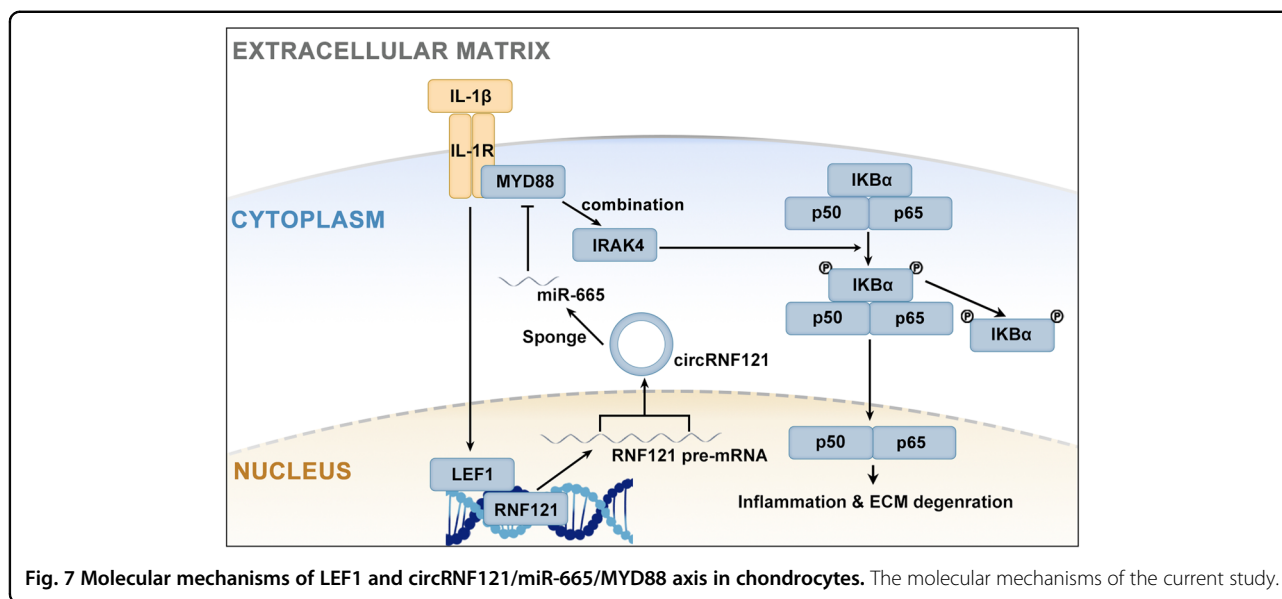 EXTRACELLULAR MATRIX
IL-1β
IL-1R
MYD88
combination
IRAK4
CYTOPLASM
IKBα
p50 p65
P P
IKBα
p50 p65
P P
IKBα
miR-665
Sponge
circRNF121
RNF121 pre-mRNA
NUCLEUS
LEF1
RNF121
p50 p65
Inflammation & ECM degenration
Fig. 7 Molecular mechanisms of LEF1 and circRNF121/miR-665/MYD88 axis in chondrocytes. The molecular mechanisms of the current study.